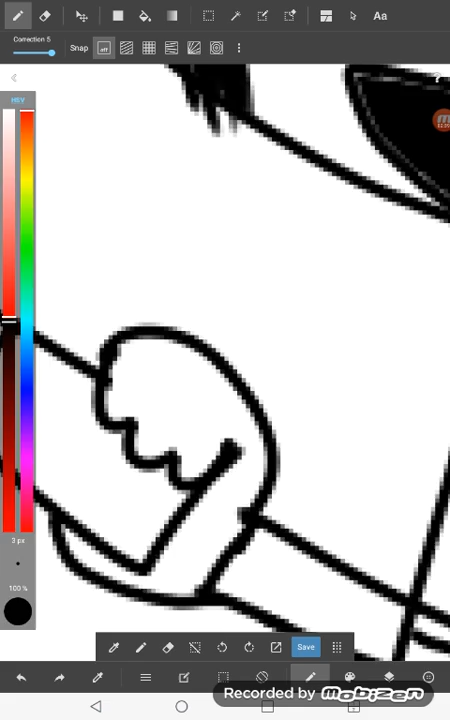 Aa
Correction 5
Snap
off
HSV
?
3 px
100 %
Save
Recorded by mobizen